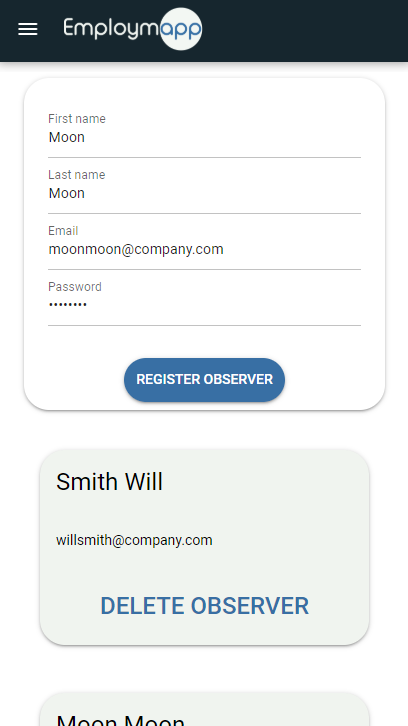 Employmapp
First name
Moon
Last name
Moon
Email
moonmoon@company.com
Password
••••••••
REGISTER OBSERVER
Smith Will
willsmith@company.com
DELETE OBSERVER
Moon Moon